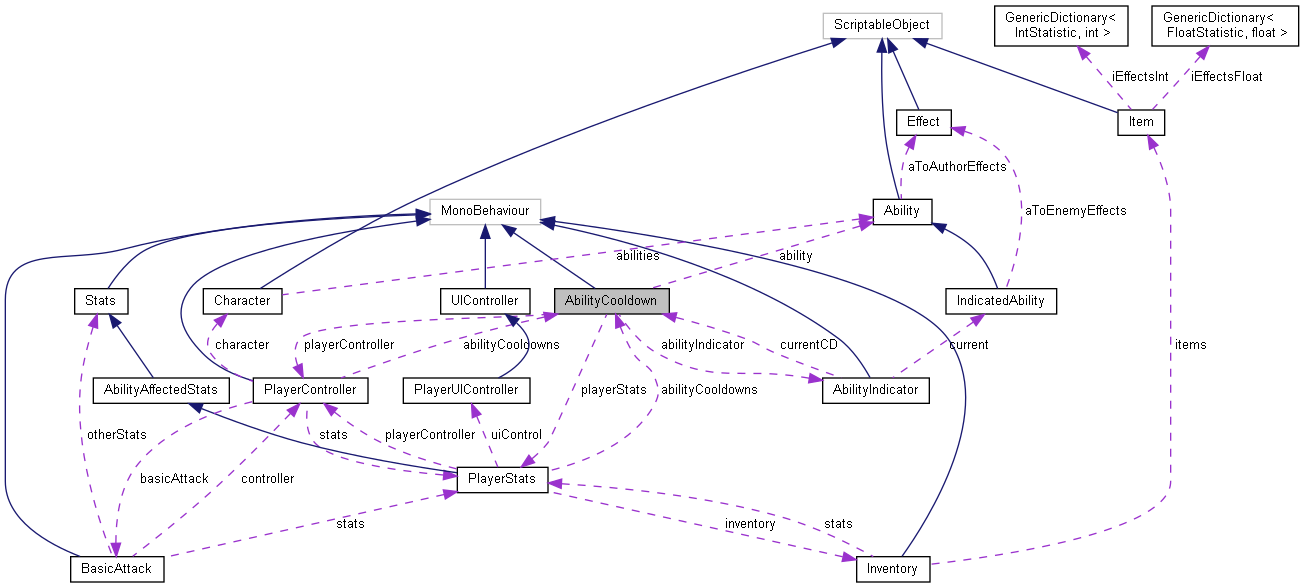 ScriptableObject
GenericDictionary<
IntStatistic, int >
GenericDictionary<
FloatStatistic, float >
iEffectsInt
iEffectsFloat
Effect
Item
aToAuthorEffects
MonoBehaviour
Ability
aToEnemyEffects
abilities
ability
Stats
Character
UIController
AbilityCooldown
IndicatedAbility
character
playerController
abilityCooldowns
abilityIndicator
currentCD
current
items
AbilityAffectedStats
PlayerController
PlayerUIController
playerStats
abilityCooldowns
AbilityIndicator
otherStats
stats
playerController
uiControl
basicAttack
controller
PlayerStats
stats
inventory
stats
BasicAttack
Inventory